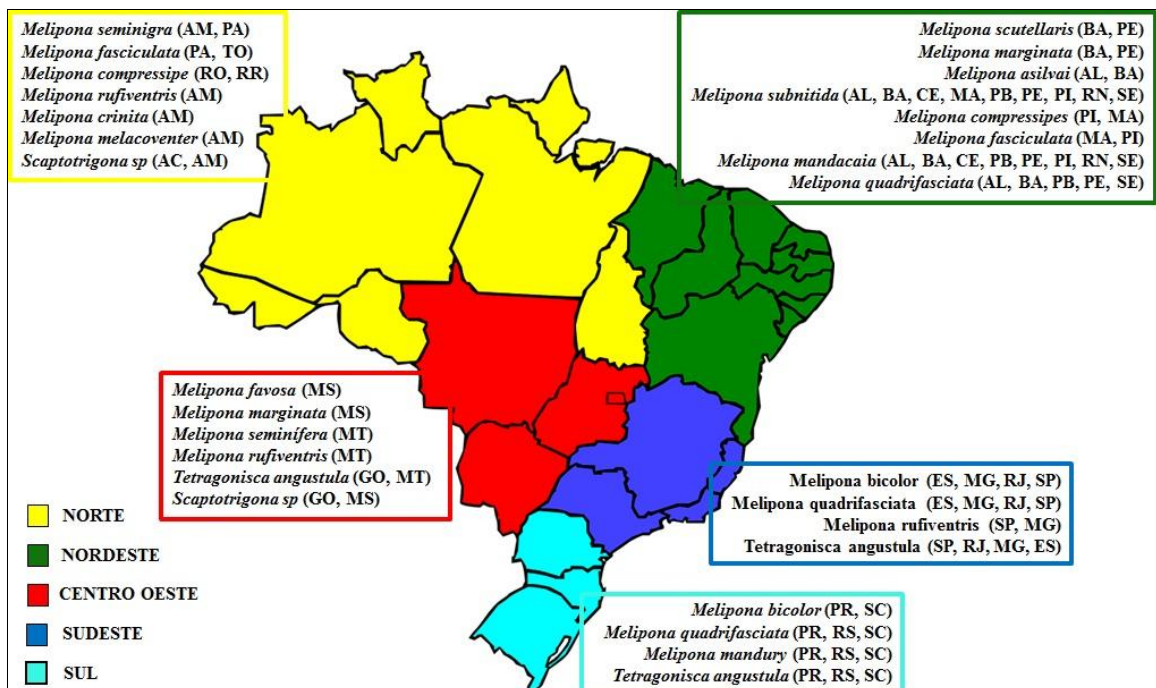 Melipona seminigra (AM, PA)
Melipona fasciculata (PA, TO)
Melipona compressipe (RO, RR)
Melipona rufiventris (AM)
Melipona crinita (AM)
Melipona melacoventer (AM)
Scaptotrigona sp (AC, AM)
Melipona scutellaris (BA, PE)
Melipona marginata (BA, PE)
Melipona asilvai (AL, BA)
Melipona subnitida (AL, BA, CE, MA, PB, PE, PI, RN, SE)
Melipona compressipes (PI, MA)
Melipona fasciculata (MA, PI)
Melipona mandacaia (AL, BA, CE, PB, PE, PI, RN, SE)
Melipona quadrifasciata (AL, BA, PB, PE, SE)
Melipona favosa (MS)
Melipona marginata (MS)
Melipona seminífera (MT)
Melipona rufiventris (MT)
Tetragonisca angustula (GO, MT)
Scaptotrigona sp (GO, MS)
Melipona bicolor (ES, MG, RJ, SP)
Melipona quadrifasciata (ES, MG, RJ, SP)
Melipona rufiventris (SP, MG)
Tetragonisca angustula (SP, RJ, MG, ES)
NORTE
NORDESTE
CENTRO OESTE
SUDESTE
SUL
Melipona bicolor (PR, SC)
Melipona quadrifasciata (PR, RS, SC)
Melipona mandury (PR, RS, SC)
Tetragonisca angustula (PR, RS, SC)